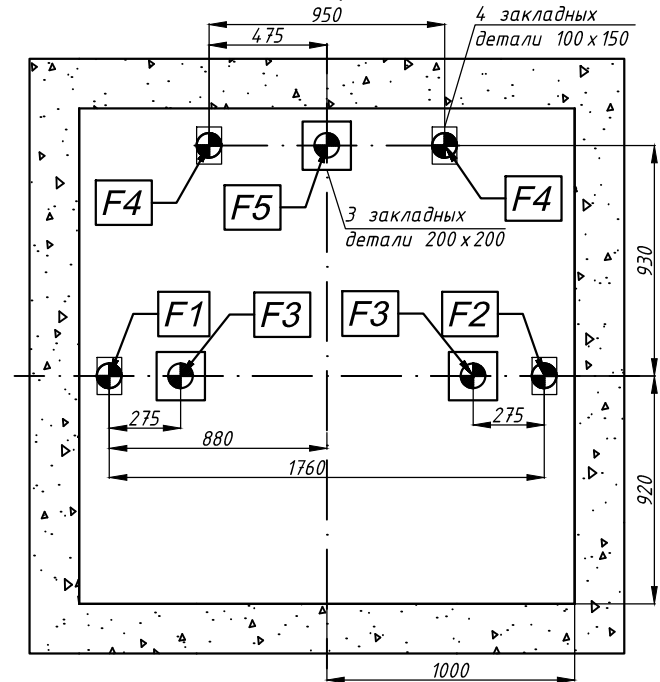 950
4 закладных
475
детали 100 x 150
F4
F5
F4
3 закладных
детали 200 x 200
930
F1
F3
F3
F2
275
275
880
1760
920
1000